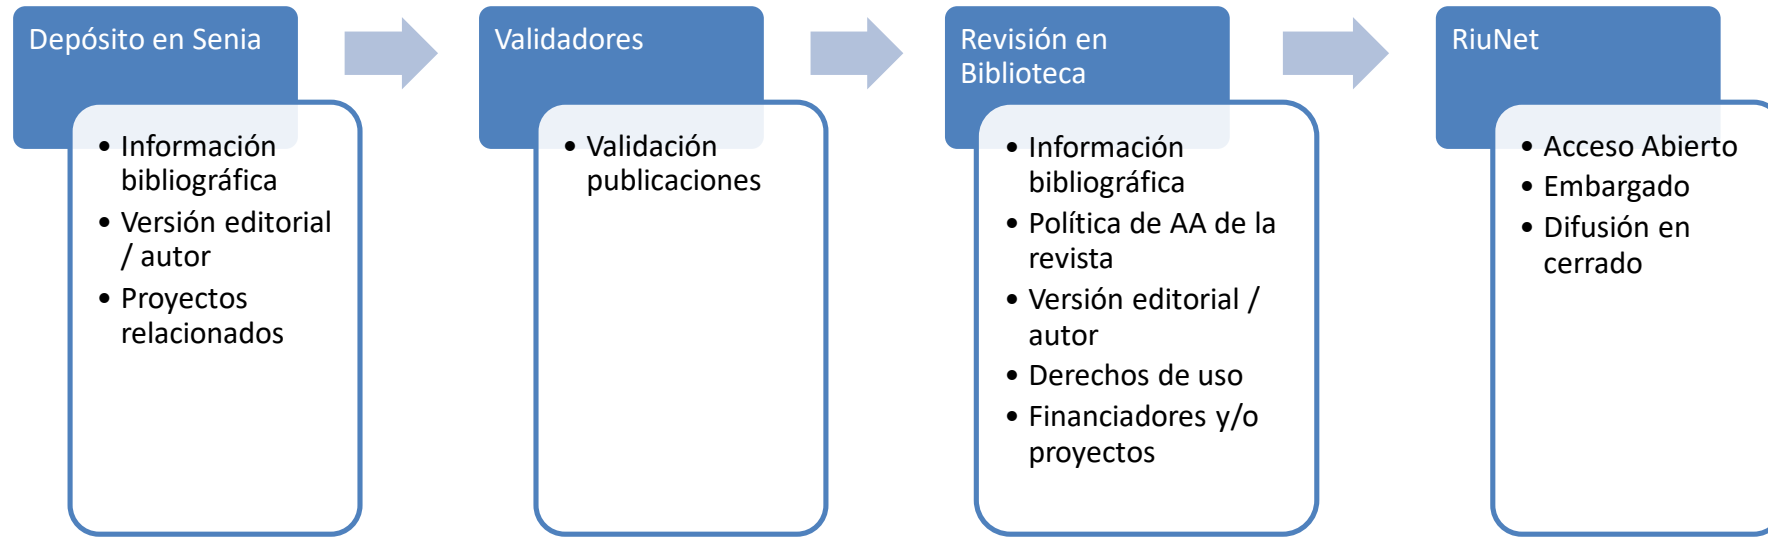 Depósito en Senia
• Información
bibliográfica
• Versión editorial
/ autor
• Proyectos
relacionados
Validadores
• Validación
publicaciones
Revisión en
Biblioteca
• Información
bibliográfica
• Política de AA de la
revista
• Versión editorial /
autor
• Derechos de uso
• Financiadores y/o
proyectos
RiuNet
• Acceso Abierto
• Embargado
• Difusión en
cerrado